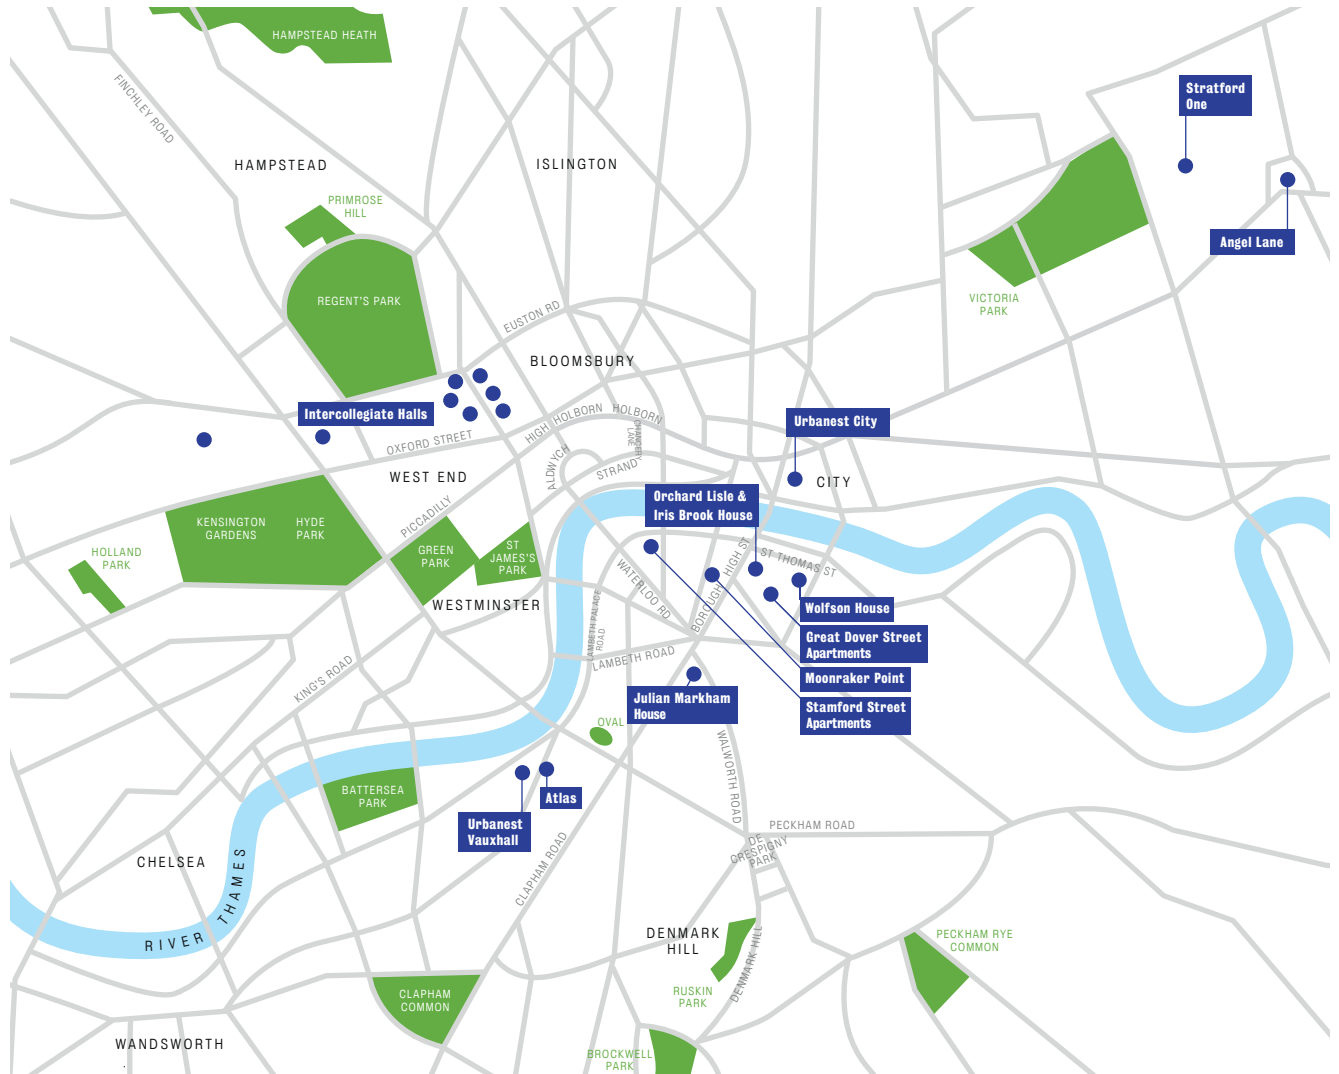 HAMPSTEAD HEATH
FINCHLEY ROAD
Stratford
One
HAMPSTEAD
ISLINGTON
PRIMROSE
HILL
Angel Lane
REGENT'S PARK
VICTORIA
PARK
EUSTON RD
BLOOMSBURY
Intercollegiate Halls
HIGH HOLBORN
HOLBORN
Urbanest City
CHANCERY
LANE
OXFORD STREET
WEST END
ALDWYCH
STRAND
CITY
Orchard Lisle &
Iris Brook House
PICCADILLY
KENSINGTON
GARDENS
HYDE
PARK
GREEN
PARK
ST
JAMES'S
PARK
HOLLAND
PARK
ST THOMAS ST
BOROUGH HIGH ST
WATERLOO RD
WESTMINSTER
LAMBETH PALACE
ROAD
Wolfson House
Great Dover Street
Apartments
LAMBETH ROAD
KING'S ROAD
Moonraker Point
Julian Markham
House
Stamford Street
Apartments
OVAL
WALWORTH ROAD
BATTERSEA
PARK
Atlas
Urbanest
Vauxhall
PECKHAM ROAD
DE
CRESPIGNY
PARK
CLAPHAM ROAD
CHELSEA
RIVER THAMES
DENMARK
HILL
DENMARK HILL
PECKHAM RYE
COMMON
RUSKIN
PARK
CLAPHAM
COMMON
WANDSWORTH
BROCKWELL
PARK